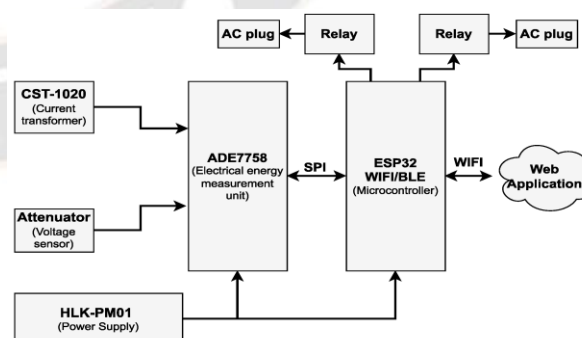 AC plug
Relay
Relay
AC plug
CST-1020
(Current
transformer)
ADE7758
(Electrical energy
measurement
unit)
SPI
ESP32
WIFI/BLE
(Microcontroller)
WIFI
Web
Application
Attenuator
(Voltage
sensor)
HLK-PM01
(Power Supply)